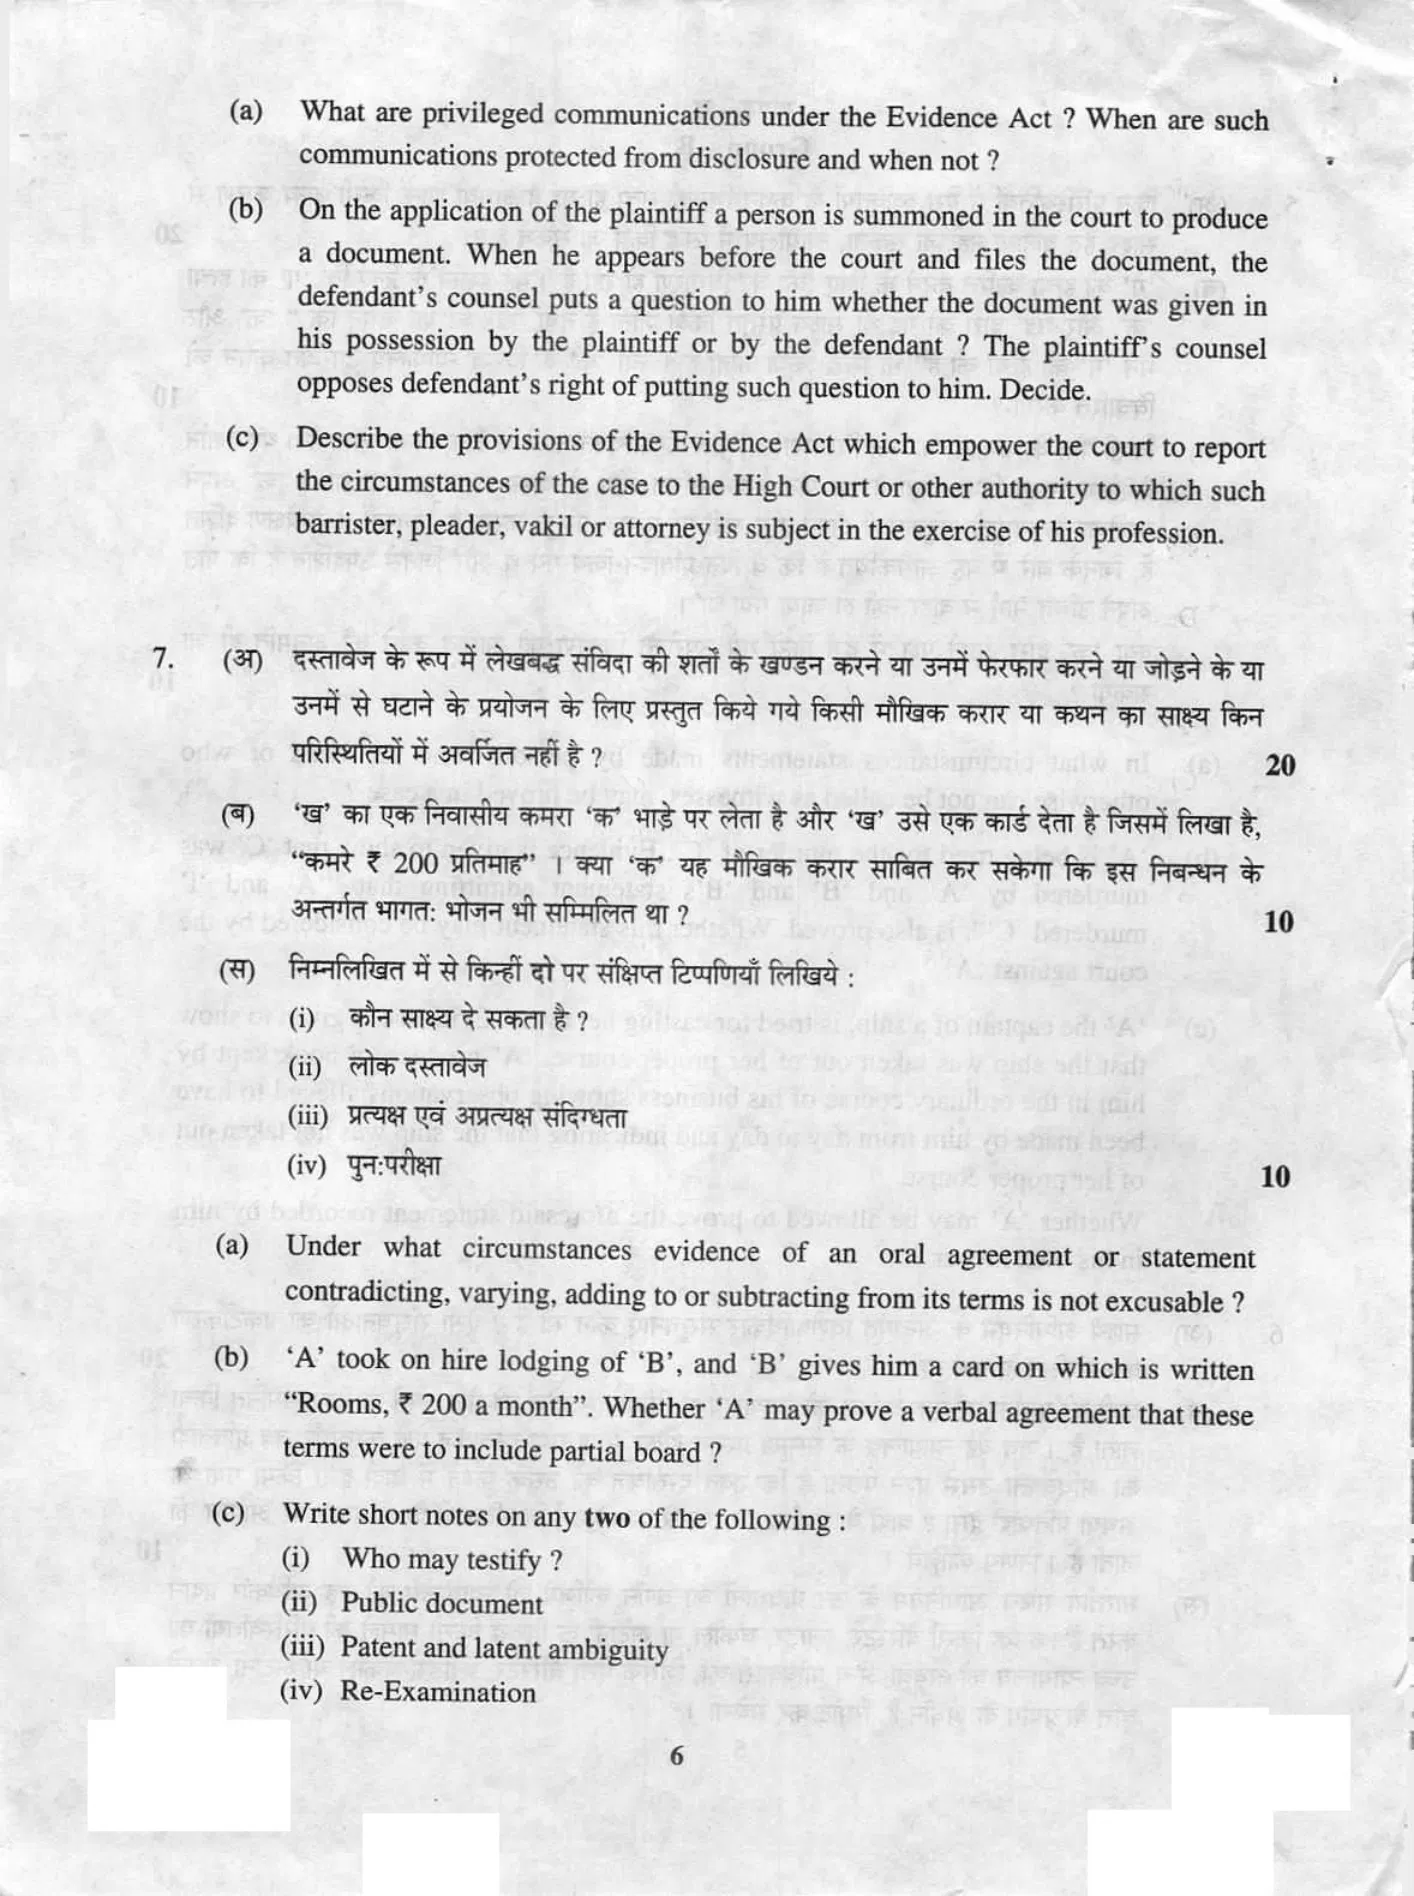 (a) What are privileged communications under the Evidence Act ? When are such
communications protected from disclosure and when not ?
(b) On the application of the plaintiff a person is summoned in the court to produce
a document. When he appears before the court and files the document, the
defendant's counsel puts a question to him whether the document was given in
his possession by the plaintiff or by the defendant ? The plaintiff's counsel
opposes defendant's right of putting such question to him. Decide.
(c) Describe the provisions of the Evidence Act which empower the court to report
the circumstances of the case to the High Court or other authority to which such
barrister, pleader, vakil or attorney is subject in the exercise of his profession.
7. (अ) दस्तावेज के रूप में लेखबद्ध संविदा की शर्तों के खण्डन करने या उनमें फेरफार करने या जोड़ने के या
उनमें से घटाने के प्रयोजन के लिए प्रस्तुत किये गये किसी मौखिक करार या कथन का साक्ष्य किन
परिस्थितियों में अवर्जित नहीं है ? 20
(ब) 'ख' का एक निवासीय कमरा 'क' भाड़े पर लेता है और 'ख' उसे एक कार्ड देता है जिसमें लिखा है,
"कमरे ₹ 200 प्रतिमाह" । क्या 'क' यह मौखिक करार साबित कर सकेगा कि इस निबन्धन के
अन्तर्गत भागत: भोजन भी सम्मिलित था ? 10
(स) निम्नलिखित में से किन्हीं दो पर संक्षिप्त टिप्पणियाँ लिखिये :
(i) कौन साक्ष्य दे सकता है ?
(ii) लोक दस्तावेज
(iii) प्रत्यक्ष एवं अप्रत्यक्ष संदिग्धता
(iv) पुन:परीक्षा 10
(a) Under what circumstances evidence of an oral agreement or statement
contradicting, varying, adding to or subtracting from its terms is not excusable ?
(b) 'A' took on hire lodging of 'B', and 'B' gives him a card on which is written
"Rooms, ₹ 200 a month". Whether 'A' may prove a verbal agreement that these
terms were to include partial board ?
(c) Write short notes on any two of the following :
(i) Who may testify ?
(ii) Public document
(iii) Patent and latent ambiguity
(iv) Re-Examination
6